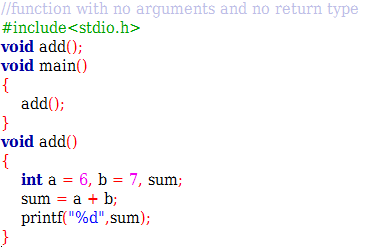 //function with no arguments and no return type
#include<stdio.h>
void add();
void main()
{
    add();
}
void add()
{
    int a = 6, b = 7, sum;
    sum = a + b;
    printf("%d",sum);
}